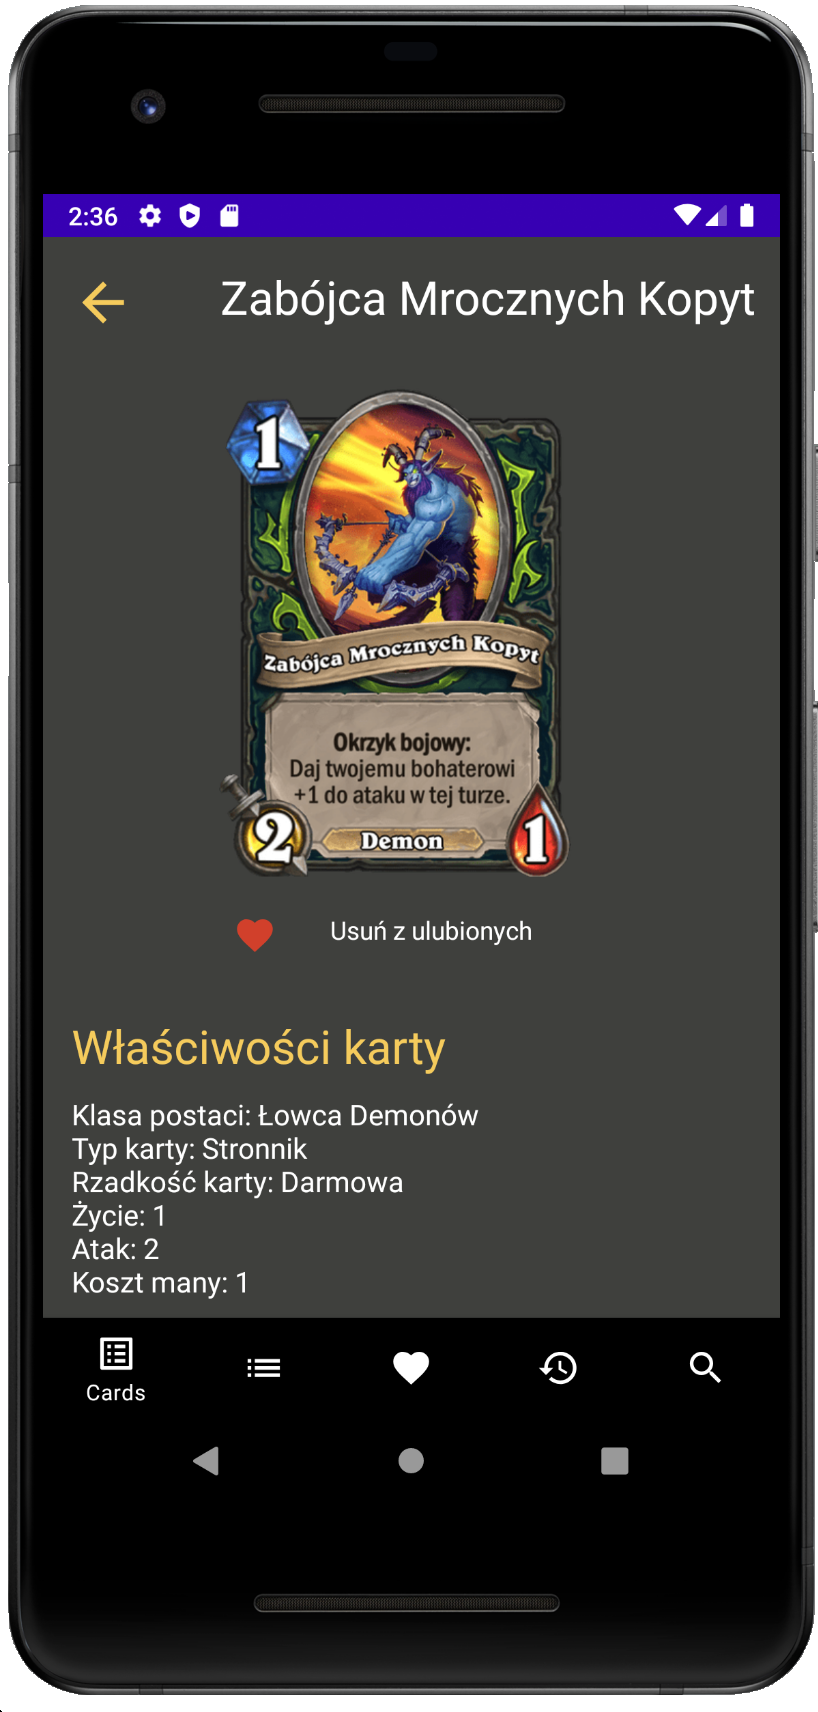 2:36
Zabójca Mrocznych Kopyt
1
Zabójca Mrocznych Kopyt
Okrzyk bojowy:
Daj twojemu bohaterowi
+1 do ataku w tej turze.
2
Demon
1
Usuń z ulubionych
Właściwości karty
Klasa postaci: Łowca Demonów
Typ karty: Stronnik
Rzadkość karty: Darmowa
Życie: 1
Atak: 2
Koszt many: 1
Cards